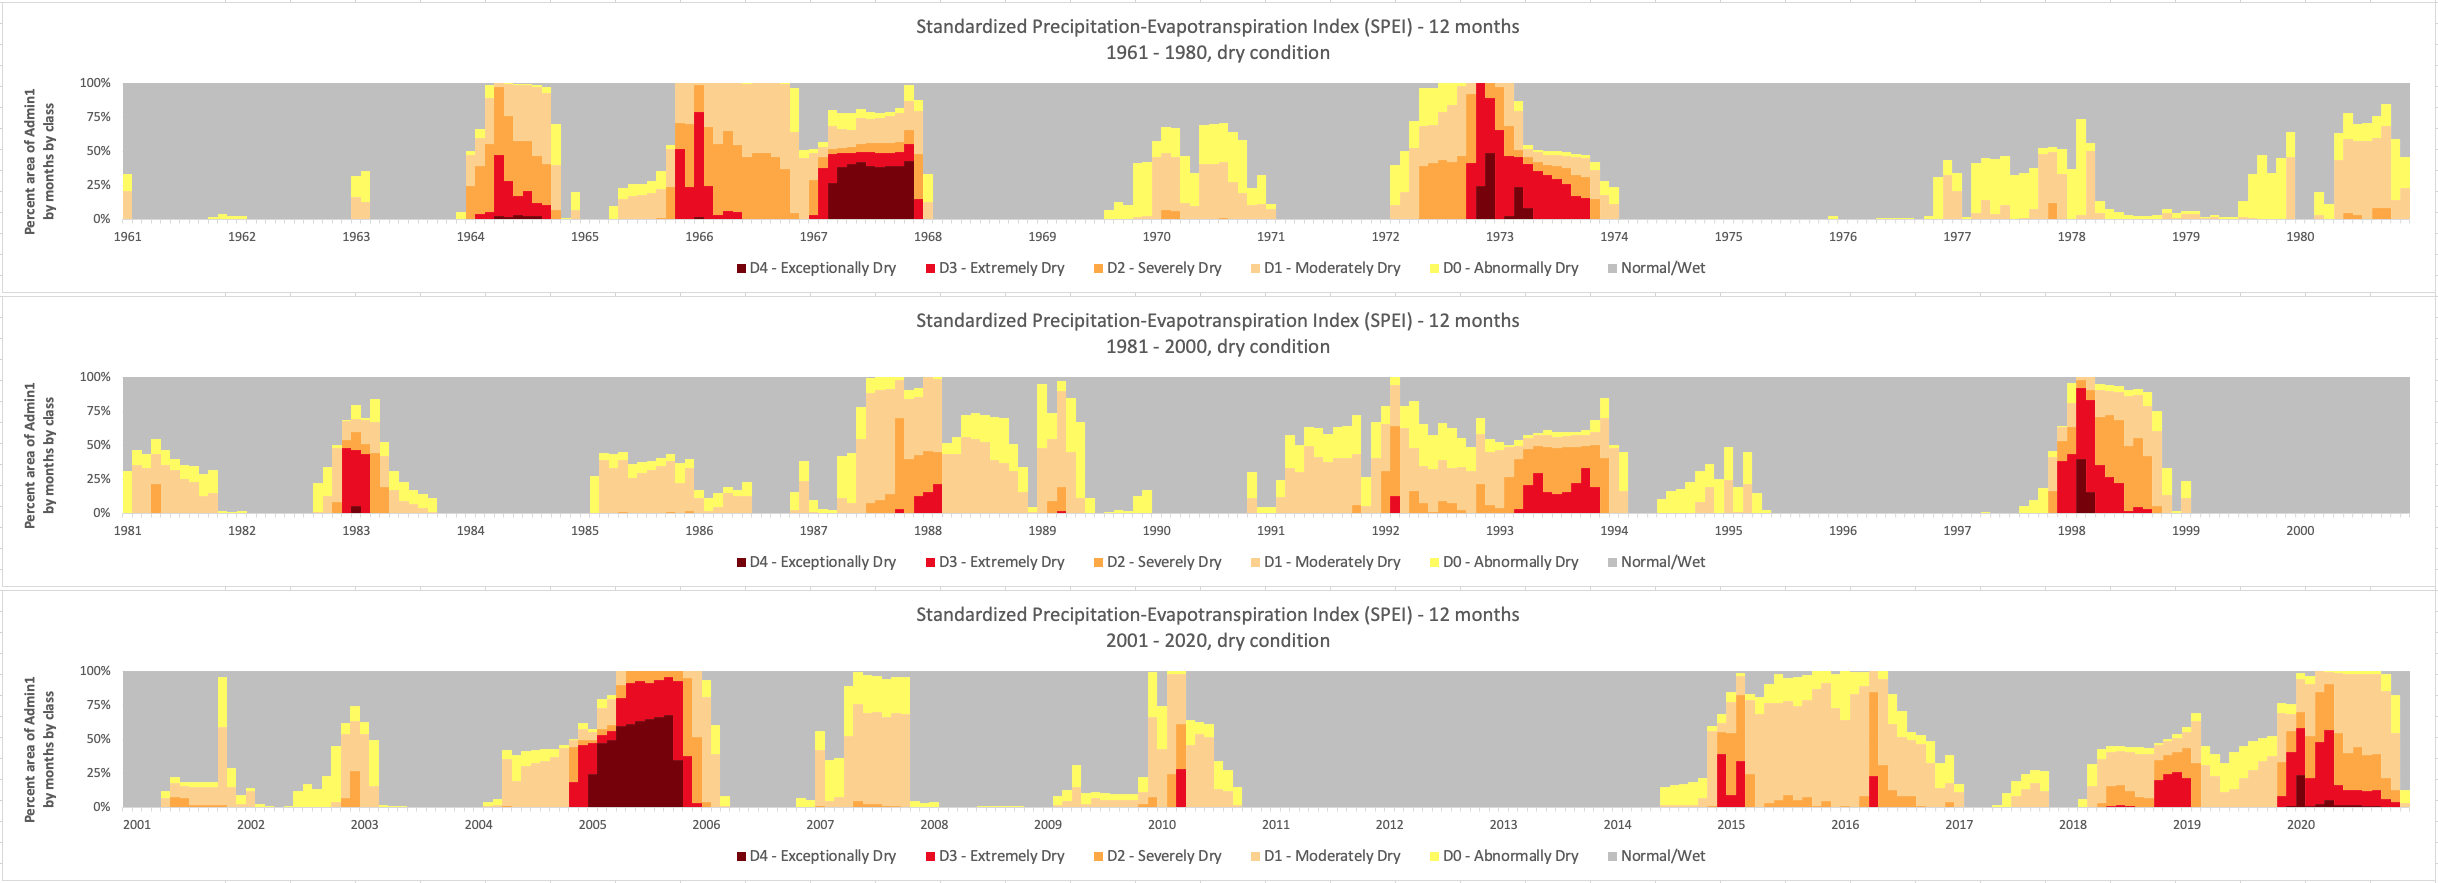 Standardized Precipitation-Evapotranspiration Index (SPEI) - 12 months
1961 - 1980, dry condition
Percent area of Admin1
by months by class
100%
75%
50%
25%
0%
1961 1962 1963 1964 1965 1966 1967 1968 1969 1970 1971 1972 1973 1974 1975 1976 1977 1978 1979 1980
D4 - Exceptionally Dry D3 - Extremely Dry D2 - Severely Dry D1 - Moderately Dry D0 - Abnormally Dry Normal/Wet
Standardized Precipitation-Evapotranspiration Index (SPEI) - 12 months
1981 - 2000, dry condition
Percent area of Admin1
by months by class
100%
75%
50%
25%
0%
1981 1982 1983 1984 1985 1986 1987 1988 1989 1990 1991 1992 1993 1994 1995 1996 1997 1998 1999 2000
D4 - Exceptionally Dry D3 - Extremely Dry D2 - Severely Dry D1 - Moderately Dry D0 - Abnormally Dry Normal/Wet
Standardized Precipitation-Evapotranspiration Index (SPEI) - 12 months
2001 - 2020, dry condition
Percent area of Admin1
by months by class
100%
75%
50%
25%
0%
2001 2002 2003 2004 2005 2006 2007 2008 2009 2010 2011 2012 2013 2014 2015 2016 2017 2018 2019 2020
D4 - Exceptionally Dry D3 - Extremely Dry D2 - Severely Dry D1 - Moderately Dry D0 - Abnormally Dry Normal/Wet